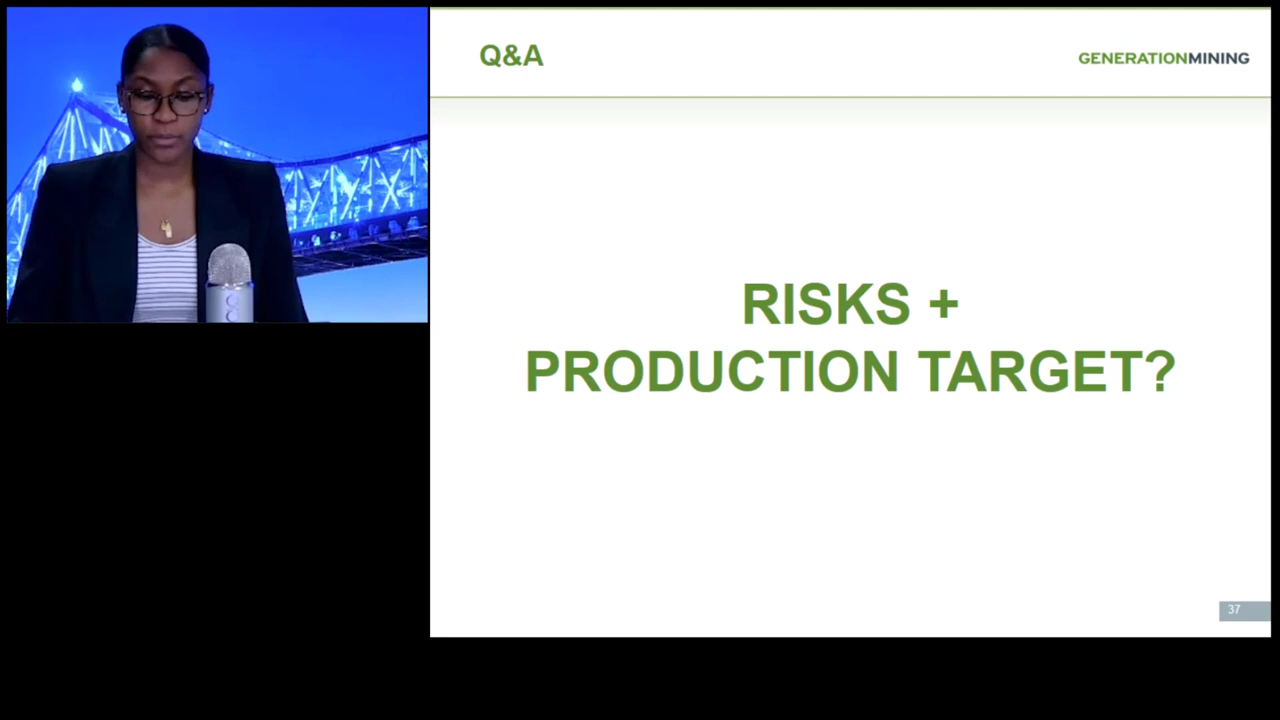 Q&A
GENERATIONMINING
RISKS +
PRODUCTION TARGET?
37